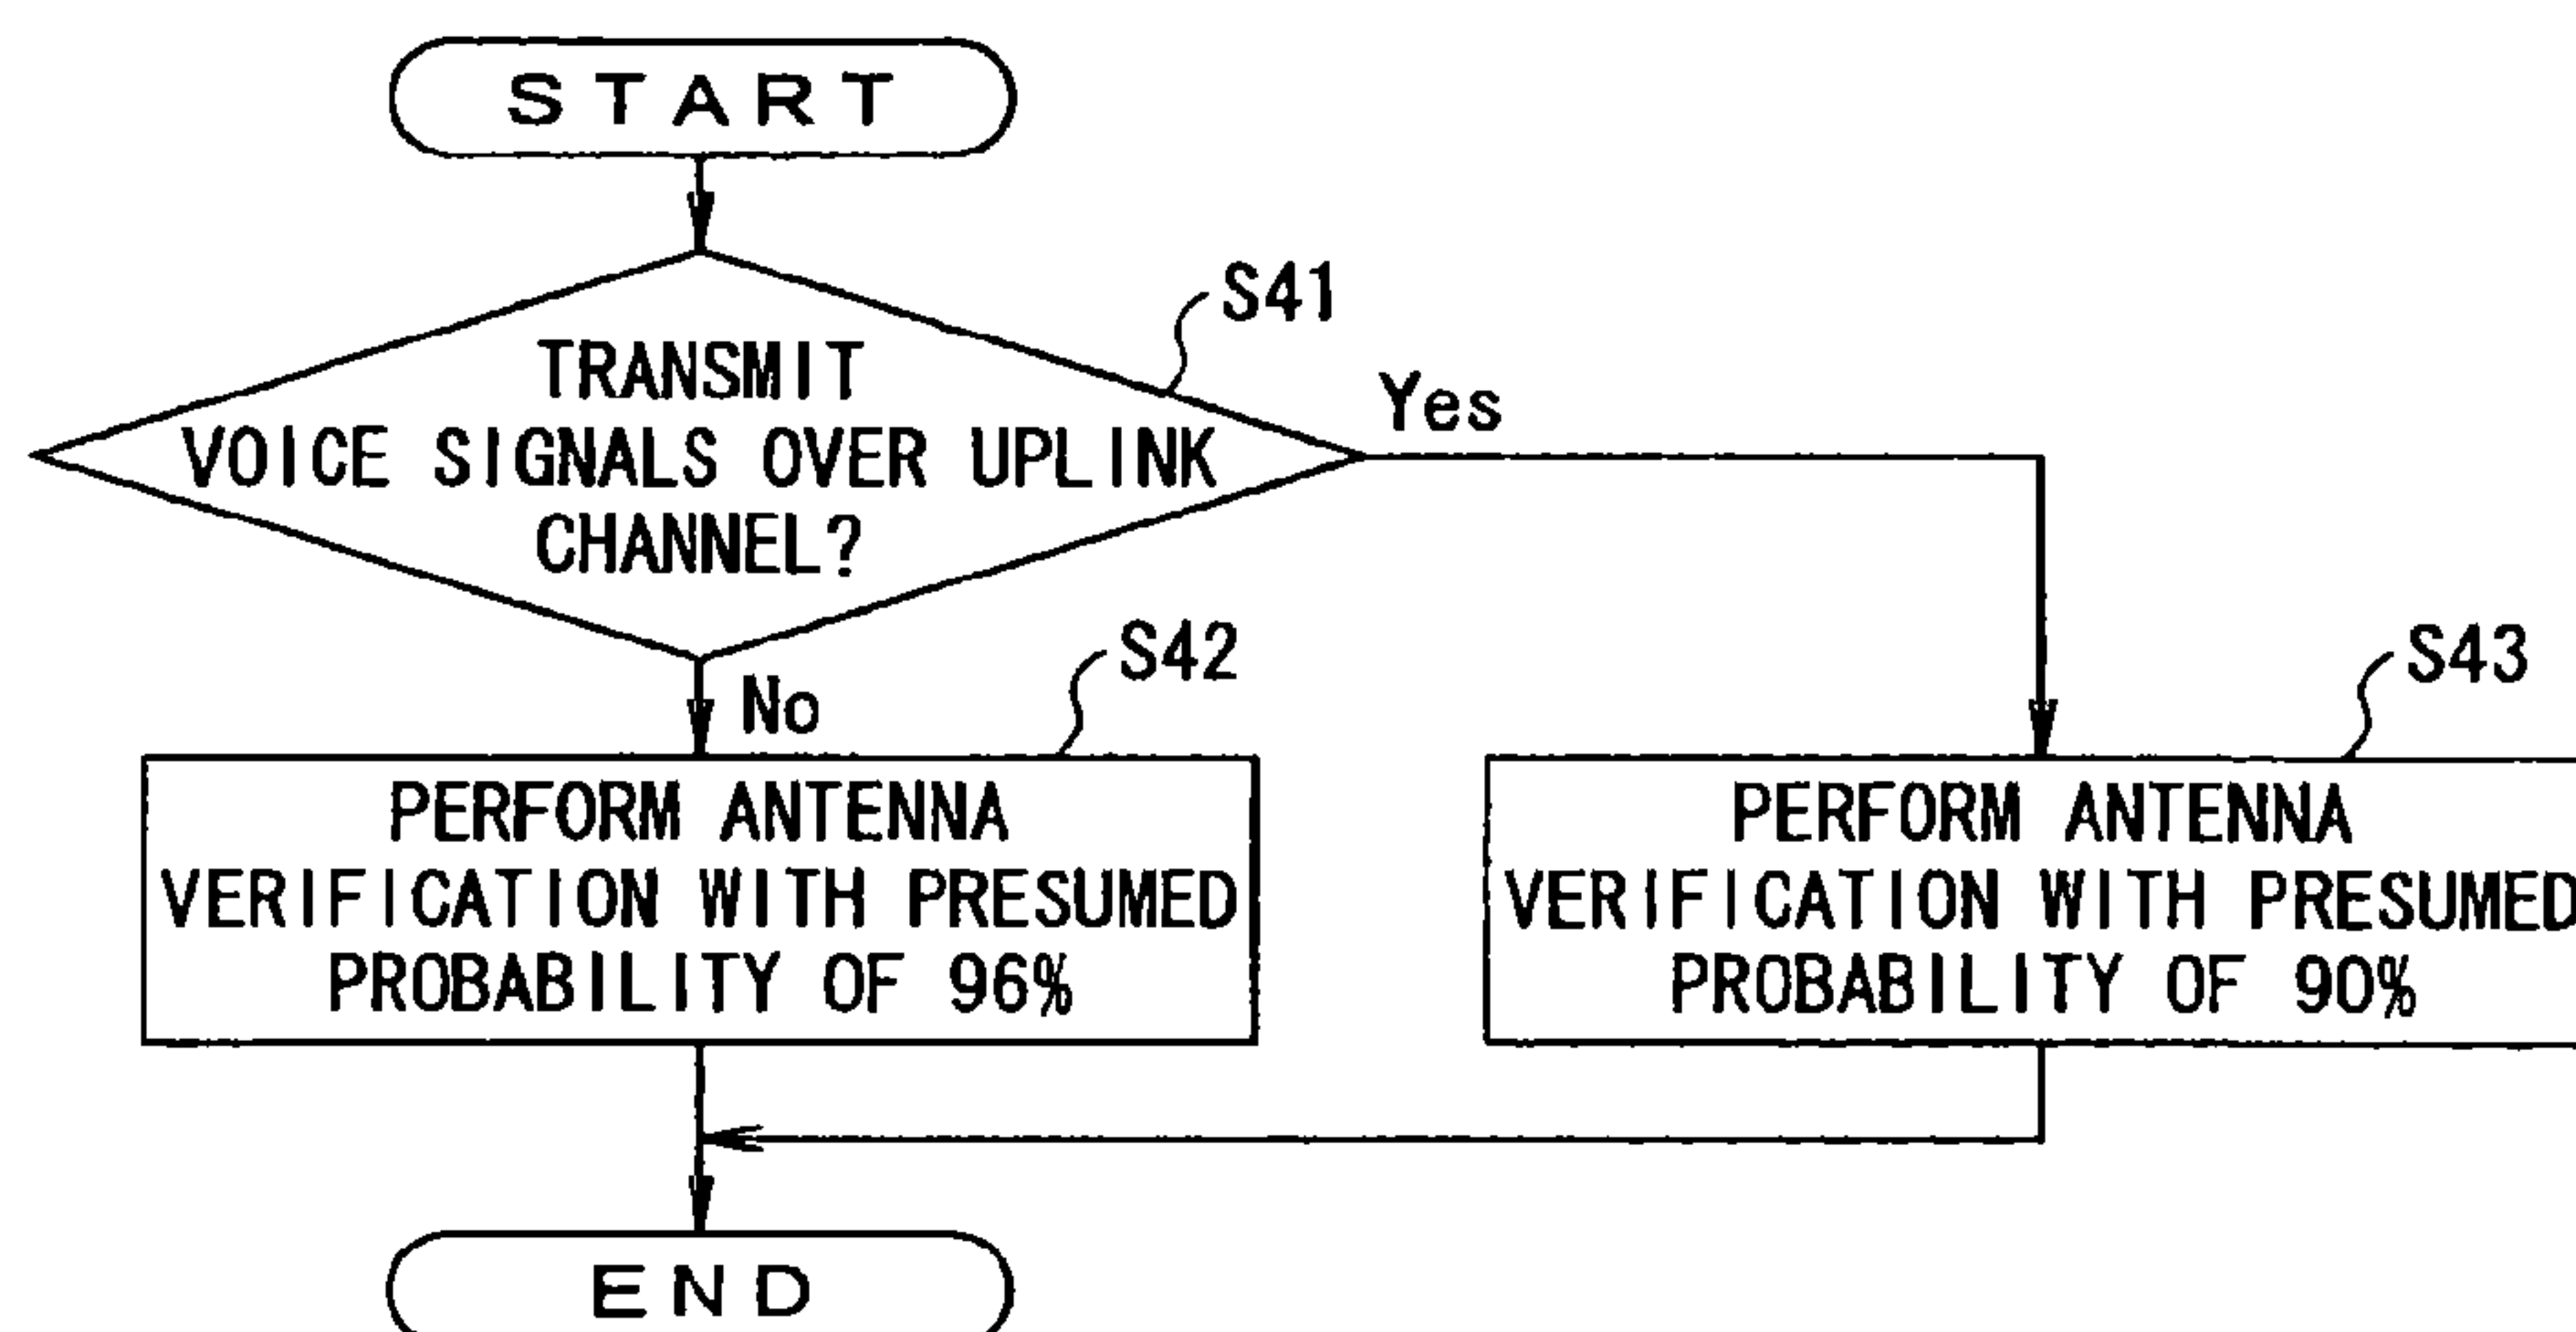 START
S41
TRANSMIT
VOICE SIGNALS OVER UPLINK
CHANNEL?
Yes
No
S42
PERFORM ANTENNA
VERIFICATION WITH PRESUMED
PROBABILITY OF 96%
S43
PERFORM ANTENNA
VERIFICATION WITH PRESUMED
PROBABILITY OF 90%
END